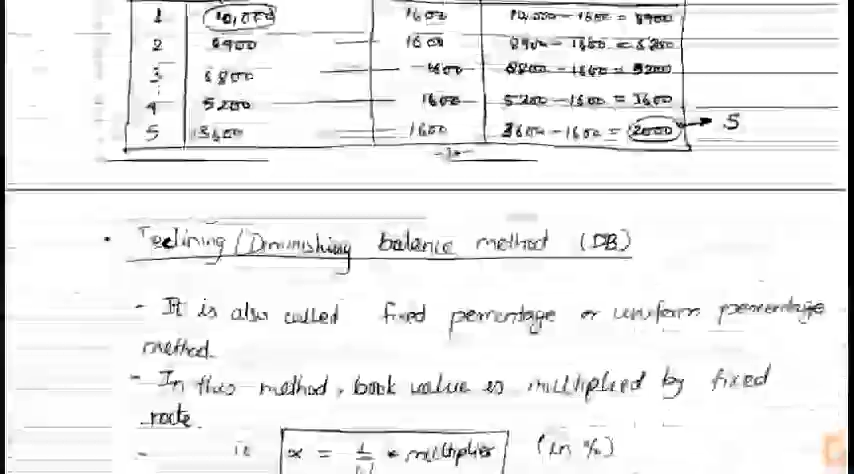 1 10,000 1600 10,000 - 1600 = 8400
2 8400 1600 8400 - 1600 = 6800
3 6800 1600 6800 - 1600 = 5200
4 5200 1600 5200 - 1600 = 3600
5 3600 1600 3600 - 1600 = 2000 → S
Declining/Diminishing balance method (DB)
- It is also called fixed percentage or uniform percentage
method.
- In this method, book value is multiplied by fixed
rate.
- ie x = * multiplier (in %)